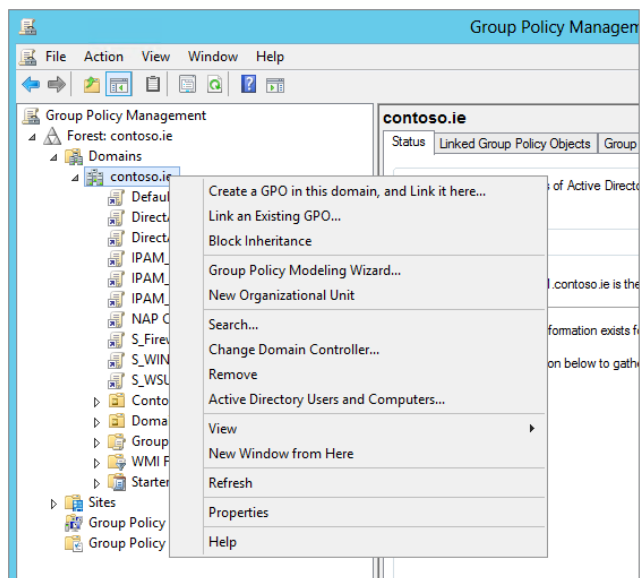 Group Policy Managem
File Action View Window Help
Group Policy Management
Forest: contoso.ie
Domains
contoso.ie
Defaul
Direct
Direct
IPAM_
IPAM_
IPAM_
NAP C
S_Firew
S_WIN
S_WSU
Conto
Domai
Group
WMI F
Starter
Sites
Group Policy
Group Policy
Create a GPO in this domain, and Link it here...
Link an Existing GPO...
Block Inheritance
Group Policy Modeling Wizard...
New Organizational Unit
Search...
Change Domain Controller...
Remove
Active Directory Users and Computers...
View
New Window from Here
Refresh
Properties
Help
contoso.ie
Status Linked Group Policy Objects Group
s of Active Directo
.contoso.ie is the
formation exists fo
on below to gathe